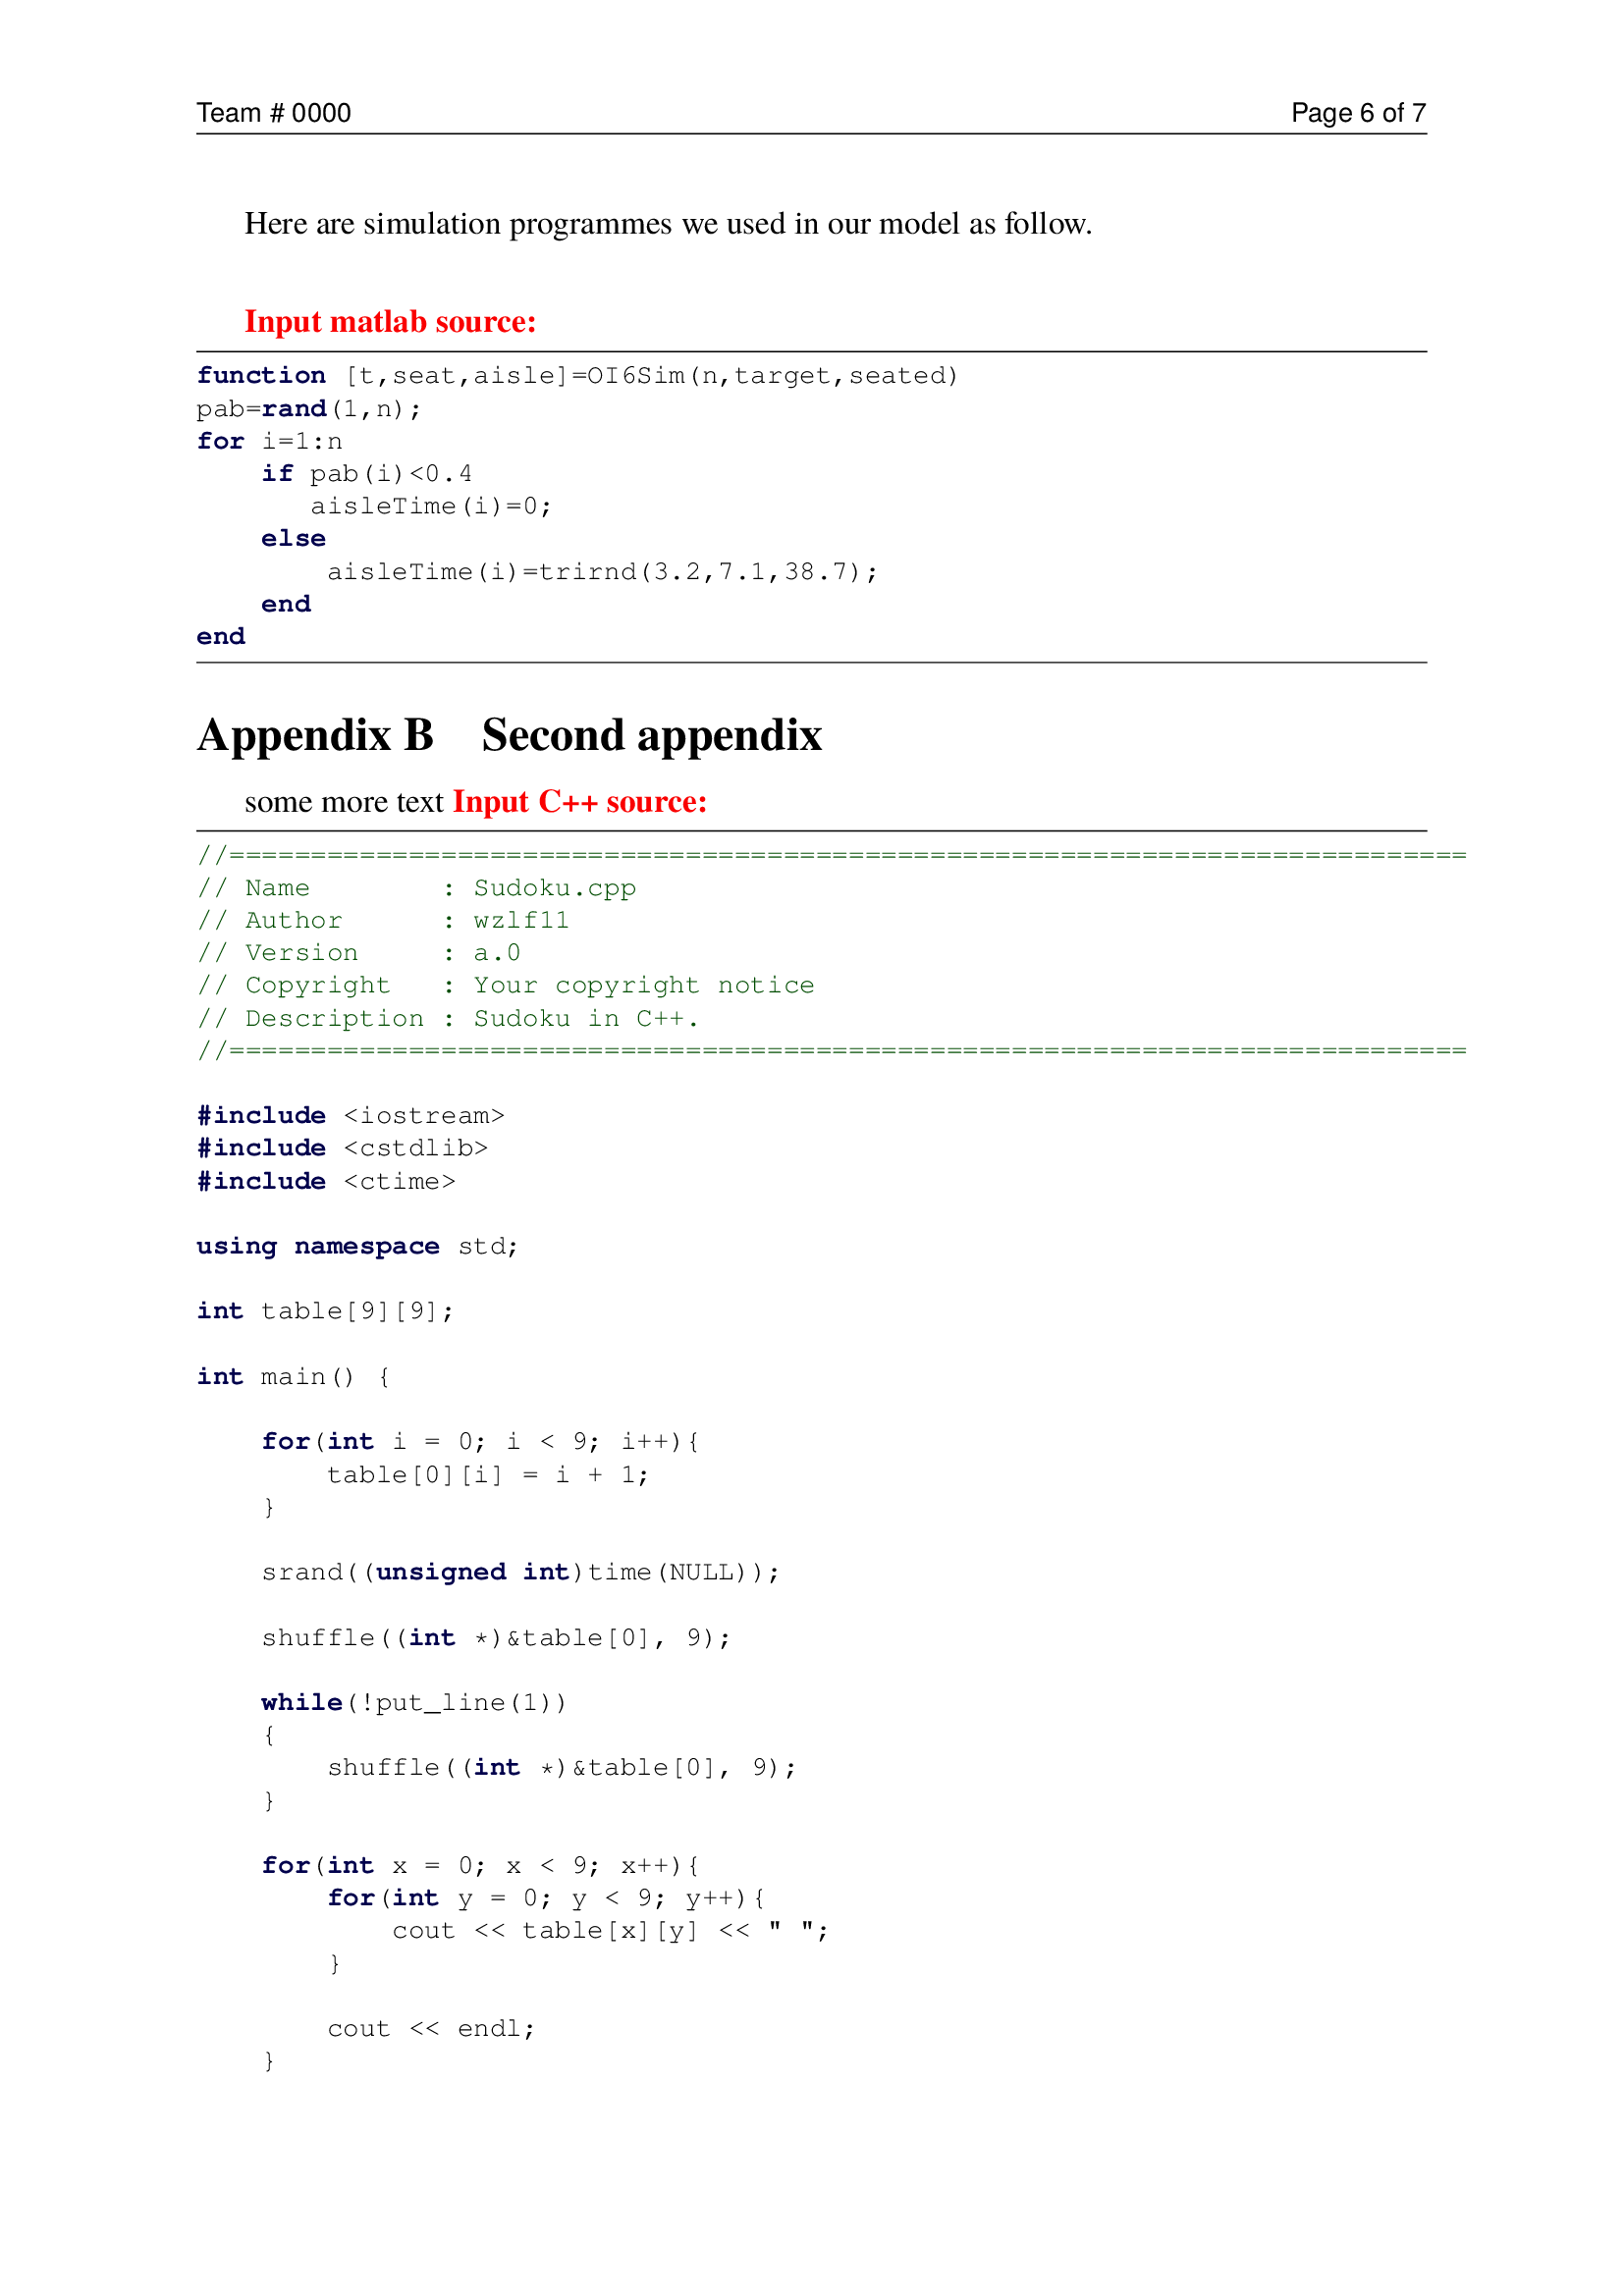 Team # 0000 Page 6 of 7
Here are simulation programmes we used in our model as follow.
Input matlab source:
function [t,seat,aisle]=OI6Sim(n,target,seated)
pab=rand(1,n);
for i=1:n
    if pab(i)<0.4
       aisleTime(i)=0;
    else
        aisleTime(i)=trirnd(3.2,7.1,38.7);
    end
end
Appendix B Second appendix
some more text Input C++ source:
//============================================================================
// Name        : Sudoku.cpp
// Author      : wzlf11
// Version     : a.0
// Copyright   : Your copyright notice
// Description : Sudoku in C++.
//============================================================================
#include <iostream>
#include <cstdlib>
#include <ctime>
using namespace std;
int table[9][9];
int main() {
    for(int i = 0; i < 9; i++){
        table[0][i] = i + 1;
    }
    srand((unsigned int)time(NULL));
    shuffle((int *)&table[0], 9);
    while(!put_line(1))
    {
        shuffle((int *)&table[0], 9);
    }
    for(int x = 0; x < 9; x++){
        for(int y = 0; y < 9; y++){
            cout << table[x][y] << " ";
        }
        cout << endl;
    }